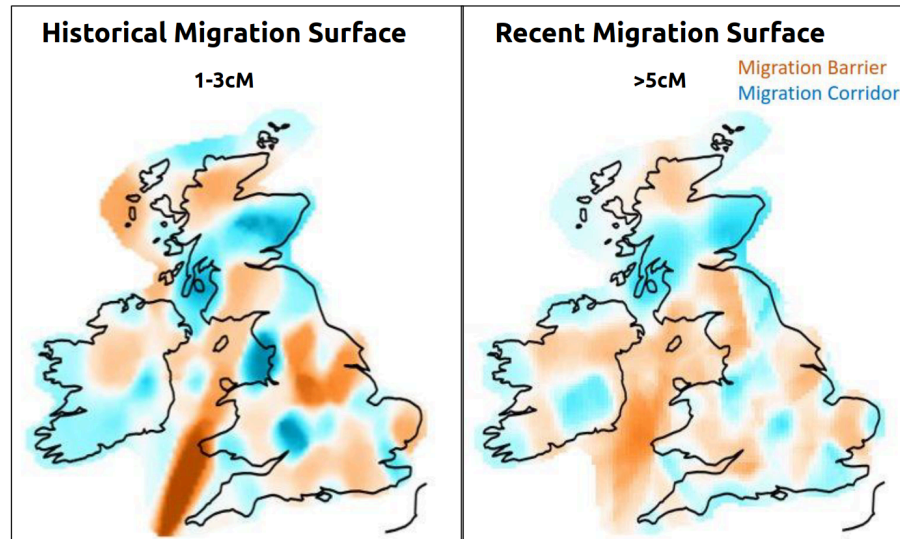 Historical Migration Surface
1-3cM
Recent Migration Surface
>5cM
Migration Barrier
Migration Corridor